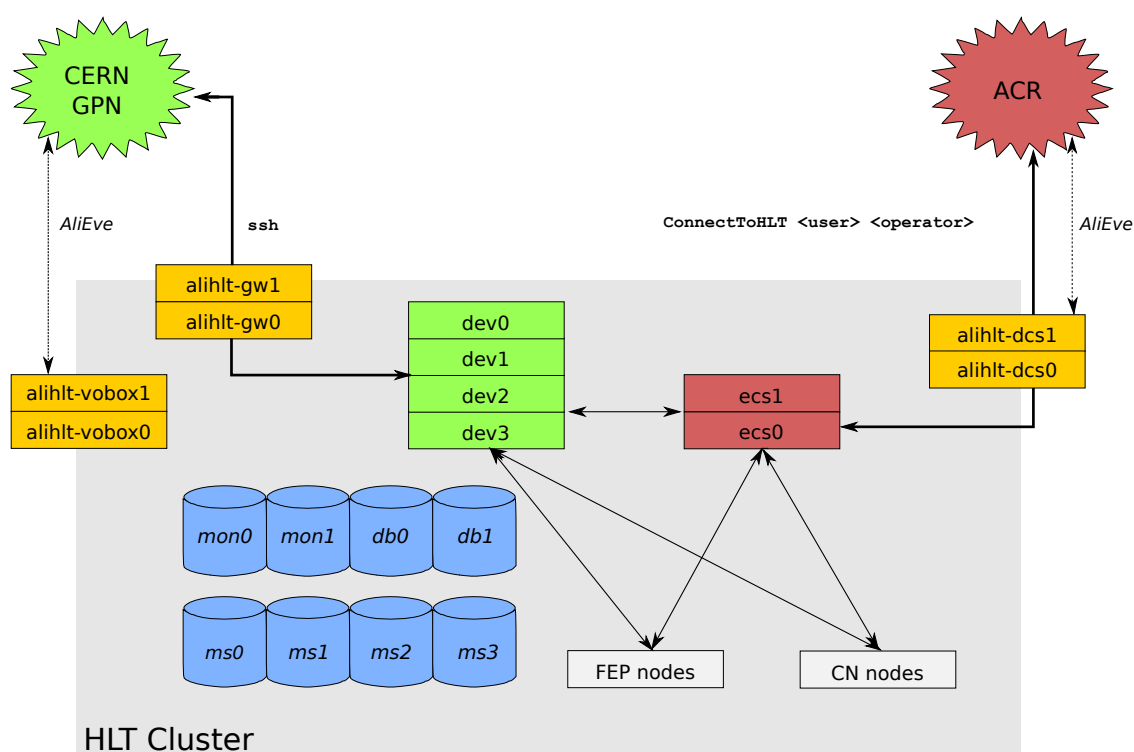 CERN
GPN
ACR
AliEve
ssh
ConnectToHLT <user> <operator>
AliEve
alihlt-gw1
alihlt-gw0
dev0
dev1
dev2
dev3
alihlt-dcs1
alihlt-dcs0
alihlt-vobox1
alihlt-vobox0
ecs1
ecs0
mon0
mon1
db0
db1
ms0
ms1
ms2
ms3
FEP nodes
CN nodes
HLT Cluster